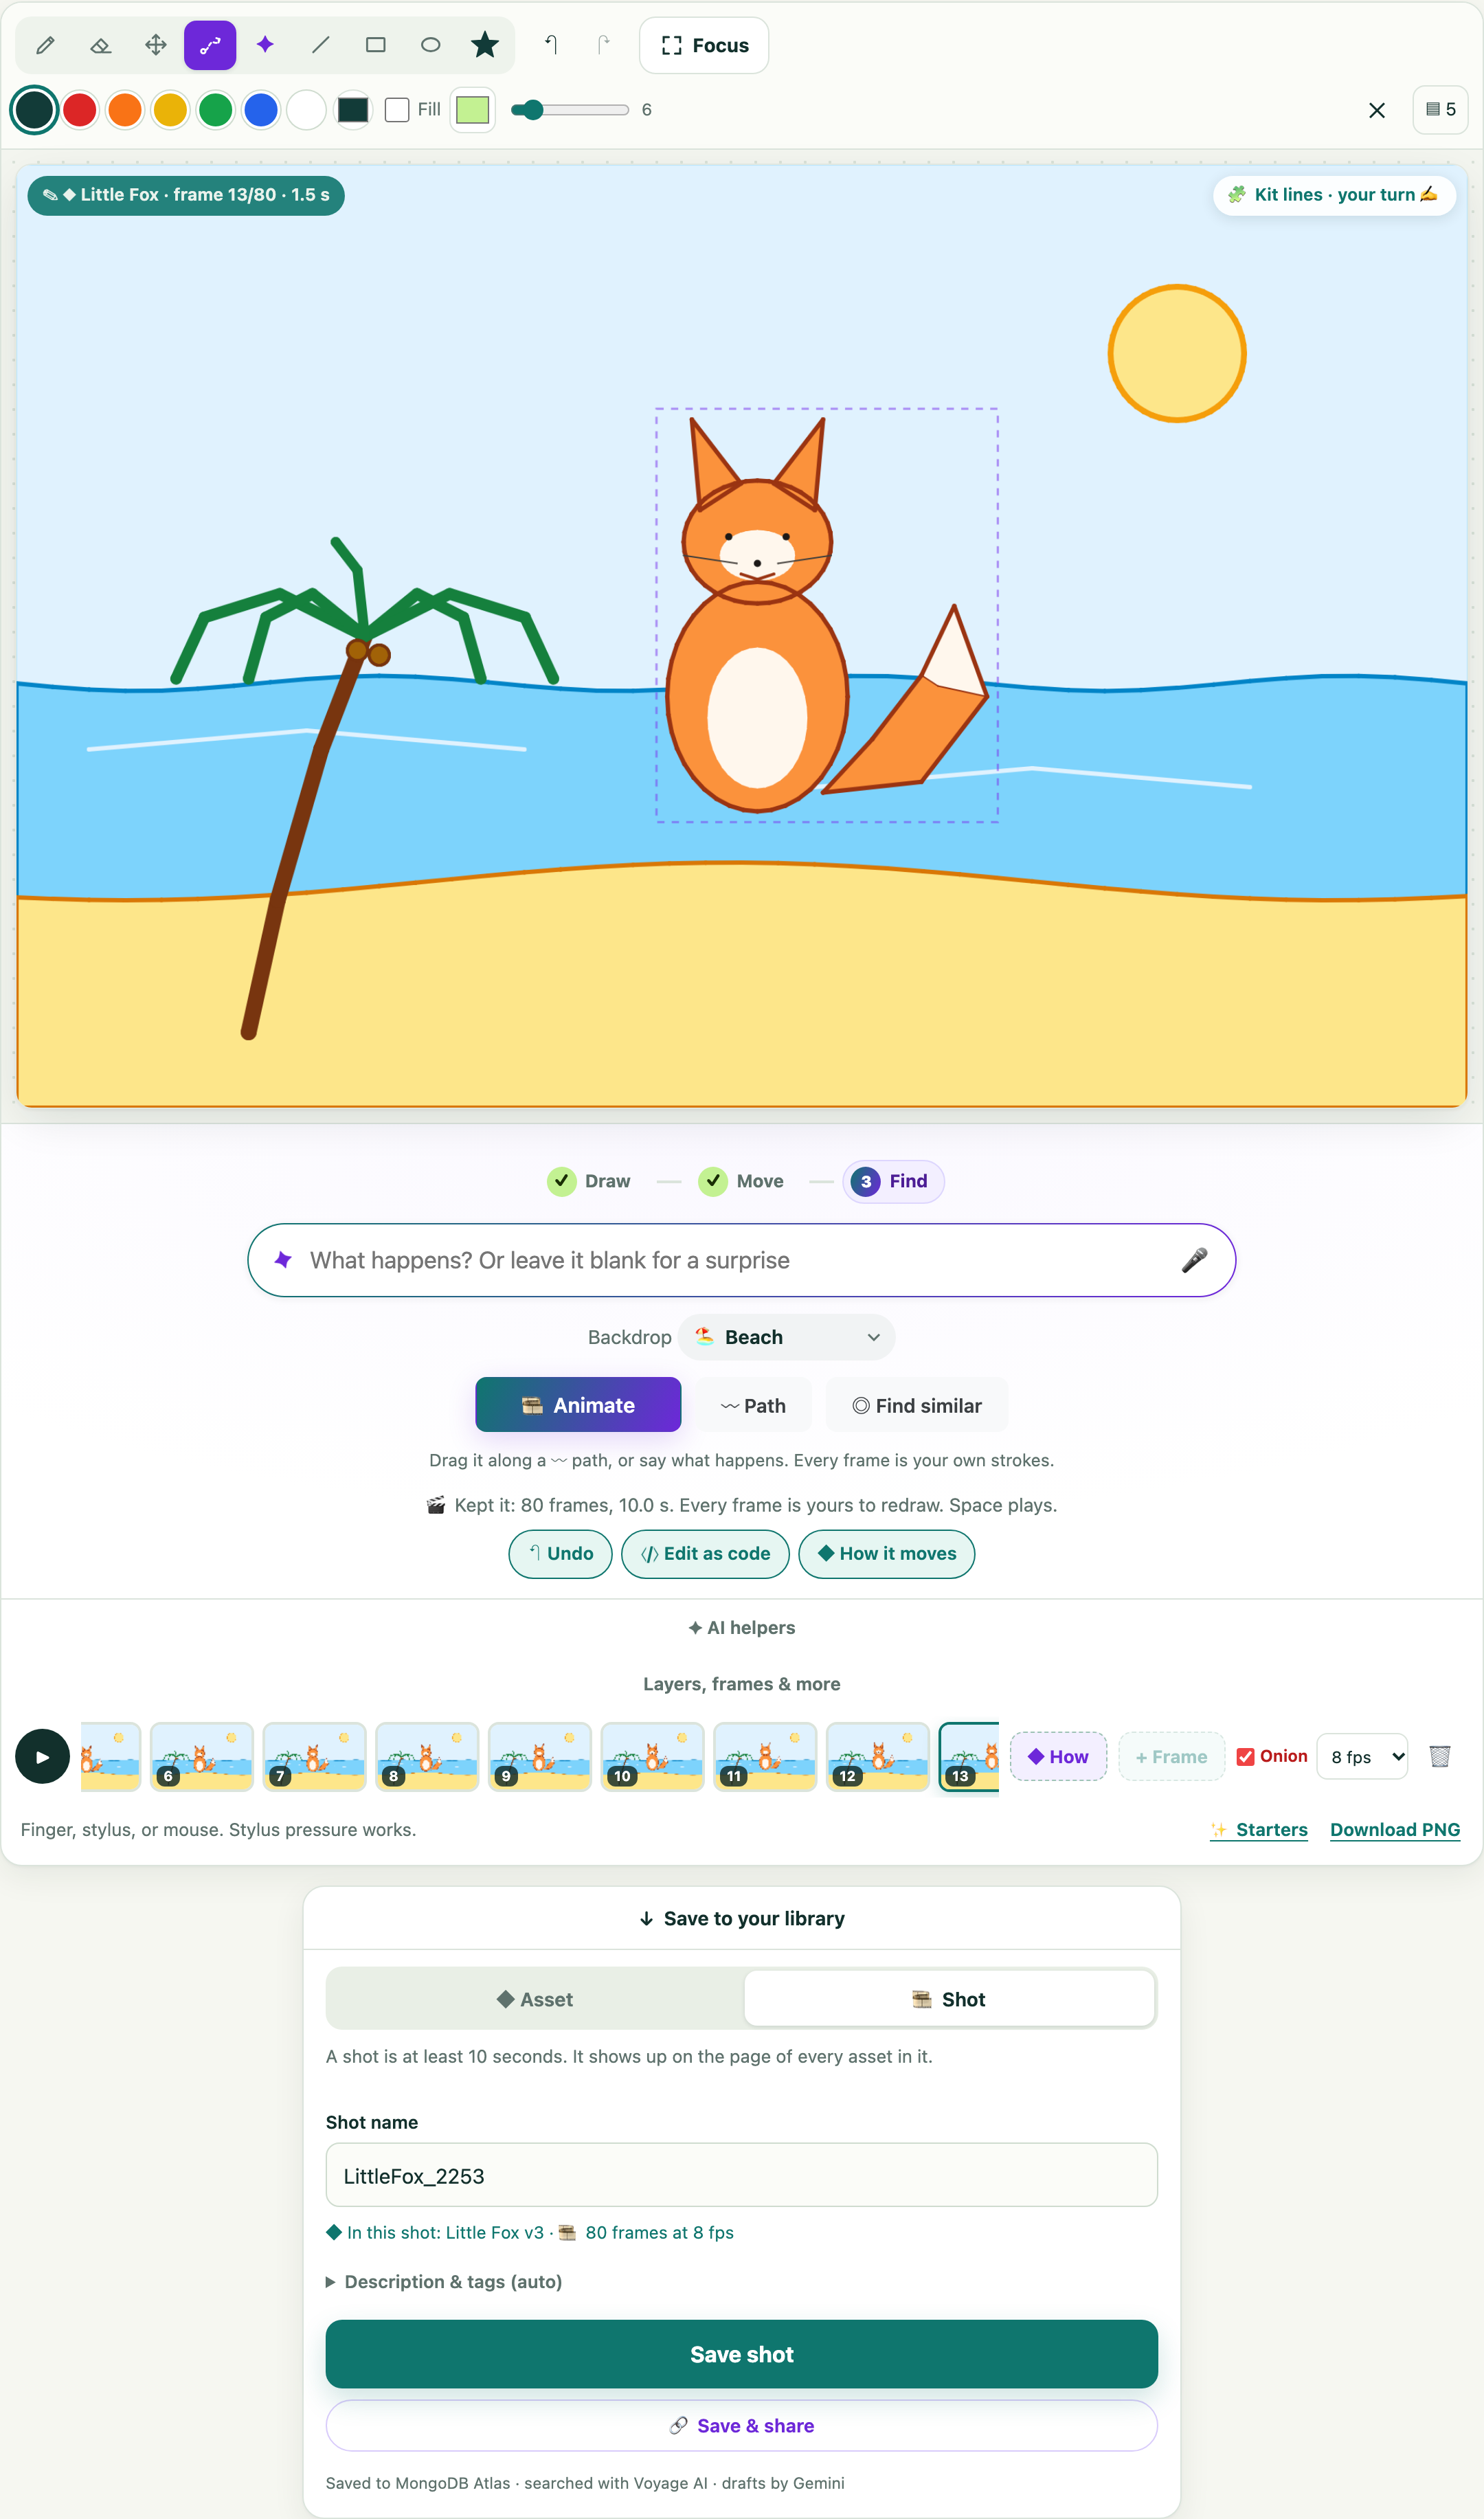 Focus
Fill 6 5
Little Fox · frame 13/80 · 1.5 s
Kit lines · your turn
Draw Move 3 Find
What happens? Or leave it blank for a surprise
Backdrop Beach
Animate Path Find similar
Drag it along a 〰 path, or say what happens. Every frame is your own strokes.
Kept it: 80 frames, 10.0 s. Every frame is yours to redraw. Space plays.
Undo Edit as code How it moves
AI helpers
Layers, frames & more
6 7 8 9 10 11 12 13 How + Frame Onion 8 fps
Finger, stylus, or mouse. Stylus pressure works.
Starters Download PNG
Save to your library
Asset Shot
A shot is at least 10 seconds. It shows up on the page of every asset in it.
Shot name
LittleFox_2253
In this shot: Little Fox v3 · 80 frames at 8 fps
Description & tags (auto)
Save shot
Save & share
Saved to MongoDB Atlas · searched with Voyage AI · drafts by Gemini